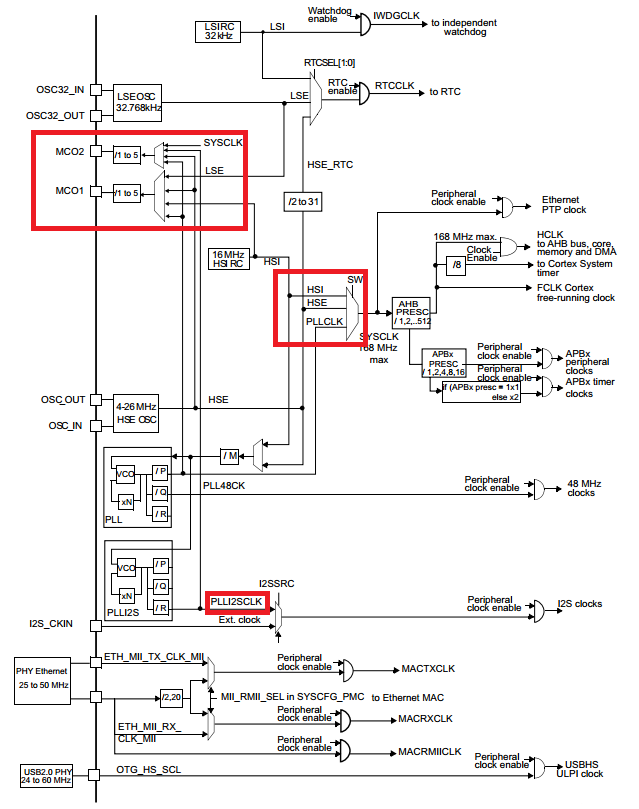 Watchdog
enable
IWDGCLK
to independent
watchdog
LSIRC
32kHz
LSI
RTCSEL[1:0]
RTC
enable
RTCCLK
to RTC
OSC32_IN
OSC32_OUT
LSEOSC
32.768kHz
LSE
SYSCLK
MCO2
/1 to 5
LSE
MCO1
/1 to 5
HSE_RTC
/2 to 31
Peripheral
clock enable
Ethernet
PTP clock
16MHz
HSI RC
HSI
168 MHz max.
Clock
Enable
HCLK
to AHB bus, core,
memory and DMA
/8
to Cortex System
timer
FCLK Cortex
free-running clock
SW
HSI
HSE
PLLCLK
SYSCLK
168 MHz
max
AHB
PRESC
/ 1,2,..512
APBx
PRESC
/ 1,2,4,8,16
Peripheral
clock enable
APBx
peripheral
clocks
Peripheral
clock enable
if (APBx presc = 1x1
else x2
APBx timer
clocks
OSC_OUT
OSC_IN
4-26 MHz
HSE OSC
HSE
/ M
VCO
xN
/ P
/ Q
/ R
PLL
PLL48CK
Peripheral
clock enable
48 MHz
clocks
VCO
xN
/ P
/ Q
/ R
PLLI2S
I2SSRC
PLLI2SCLK
Ext. clock
I2S_CKIN
Peripheral
clock enable
I2S clocks
ETH_MII_TX_CLK_MII
PHY Ethernet
25 to 50 MHz
Peripheral
clock enable
MACTXCLK
/2,20
MII_RMII_SEL in SYSCFG_PMC
to Ethernet MAC
ETH_MII_RX_
CLK_MII
Peripheral
clock enable
MACRXCLK
Peripheral
clock enable
MACRMIICLK
USB2.0 PHY
24 to 60 MHz
OTG_HS_SCL
Peripheral
clock enable
USBHS
ULPI clock